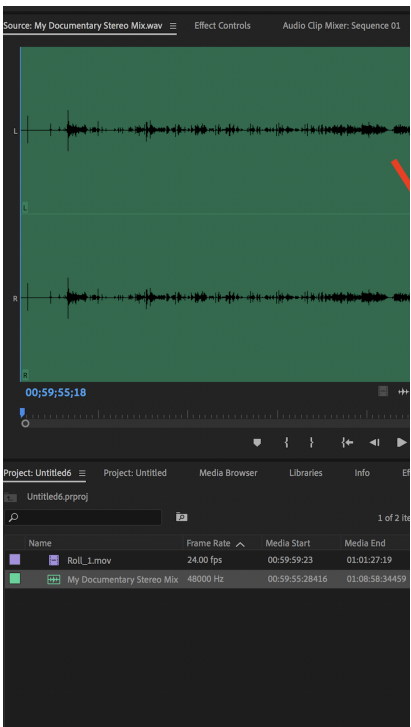 Source: My Documentary Stereo Mix.wav Effect Controls Audio Clip Mixer: Sequence 01
L
L
R
R
00;59;55;18
Project: Untitled6 Project: Untitled Media Browser Libraries Info Ef
Untitled6.prproj
1 of 2 ite
Name Frame Rate Media Start Media End
Roll_1.mov 24.00 fps 00:59:59:23 01:01:27:19
My Documentary Stereo Mix 48000 Hz 00:59:55:28416 01:08:58:34459